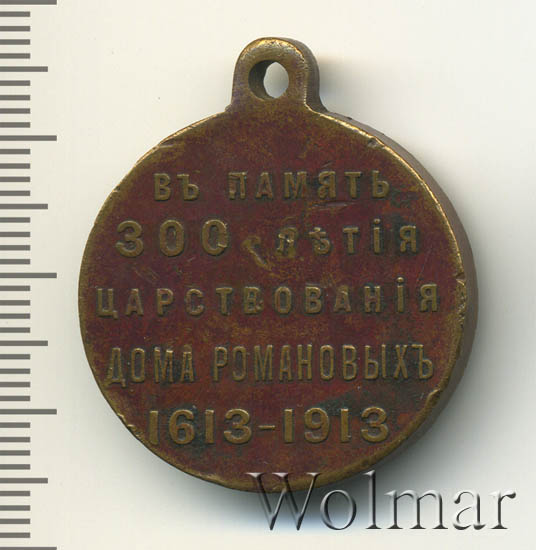 ВЪ ПАМЯТЬ
300-ЛѢТІЯ
ЦАРСТВОВАНІЯ
ДОМА РОМАНОВЫХЪ
1613-1913
Wolmar